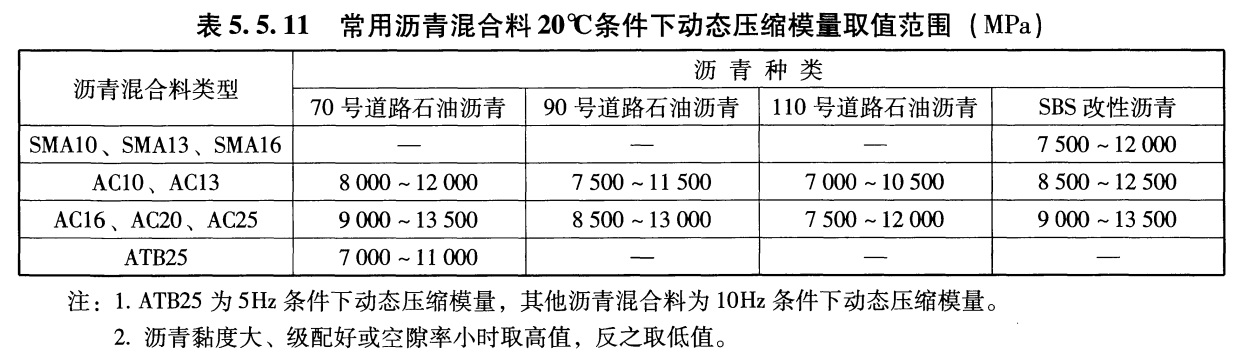 表 5.5.11 常用沥青混合料 20℃条件下动态压缩模量取值范围（MPa）
沥青混合料类型 沥青种类
70 号道路石油沥青 90 号道路石油沥青 110 号道路石油沥青 SBS 改性沥青
SMA10、SMA13、SMA16 — — — 7 500 ~ 12 000
AC10、AC13 8 000 ~ 12 000 7 500 ~ 11 500 7 000 ~ 10 500 8 500 ~ 12 500
AC16、AC20、AC25 9 000 ~ 13 500 8 500 ~ 13 000 7 500 ~ 12 000 9 000 ~ 13 500
ATB25 7 000 ~ 11 000 — — —
注：1. ATB25 为 5Hz 条件下动态压缩模量，其他沥青混合料为 10Hz 条件下动态压缩模量。
2. 沥青黏度大、级配好或空隙率小时取高值，反之取低值。